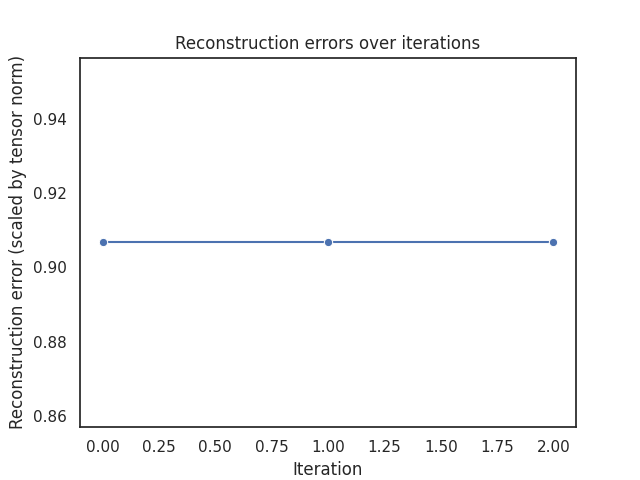 Reconstruction errors over iterations
Reconstruction error (scaled by tensor norm)
0.94
0.92
0.90
0.88
0.86
0.00 0.25 0.50 0.75 1.00 1.25 1.50 1.75 2.00
Iteration